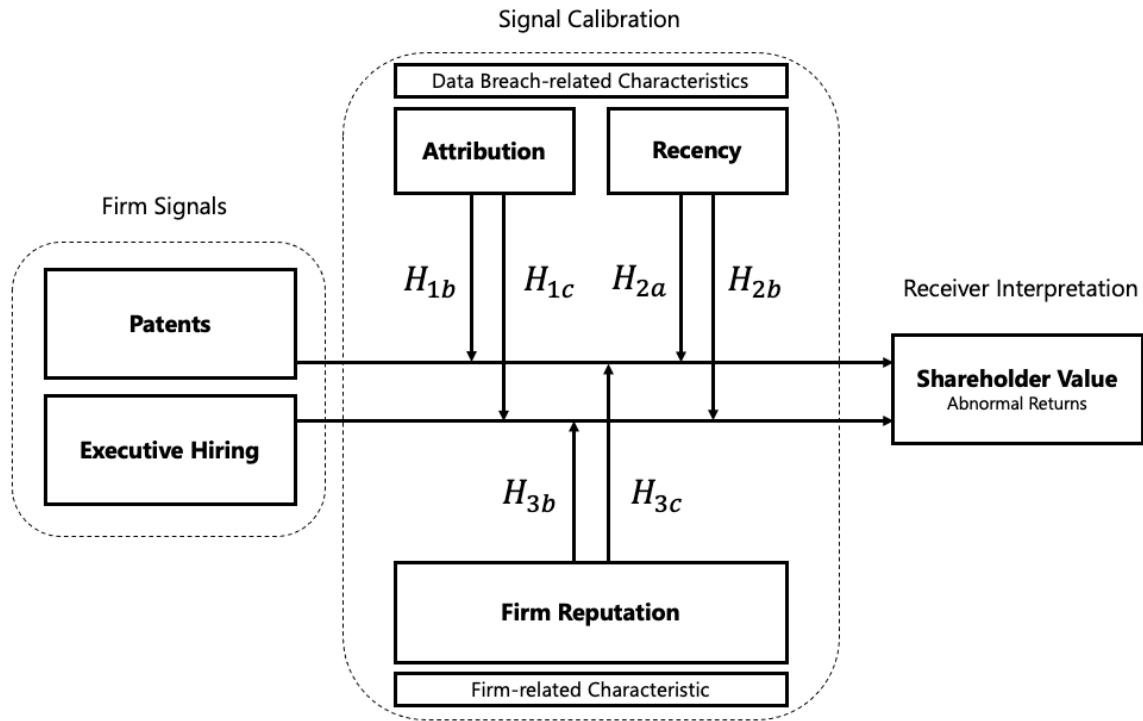 Signal Calibration
Data Breach-related Characteristics
Attribution
Recency
Firm Signals
H1b
H1c
H2a
H2b
Receiver Interpretation
Patents
Shareholder Value
Abnormal Returns
Executive Hiring
H3b
H3c
Firm Reputation
Firm-related Characteristic